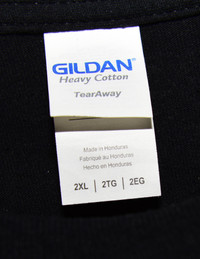 GILDAN
Heavy Cotton
TearAway
Made in Honduras
Fabriqué au Honduras
Hecho en Honduras
2XL | 2TG | 2EG